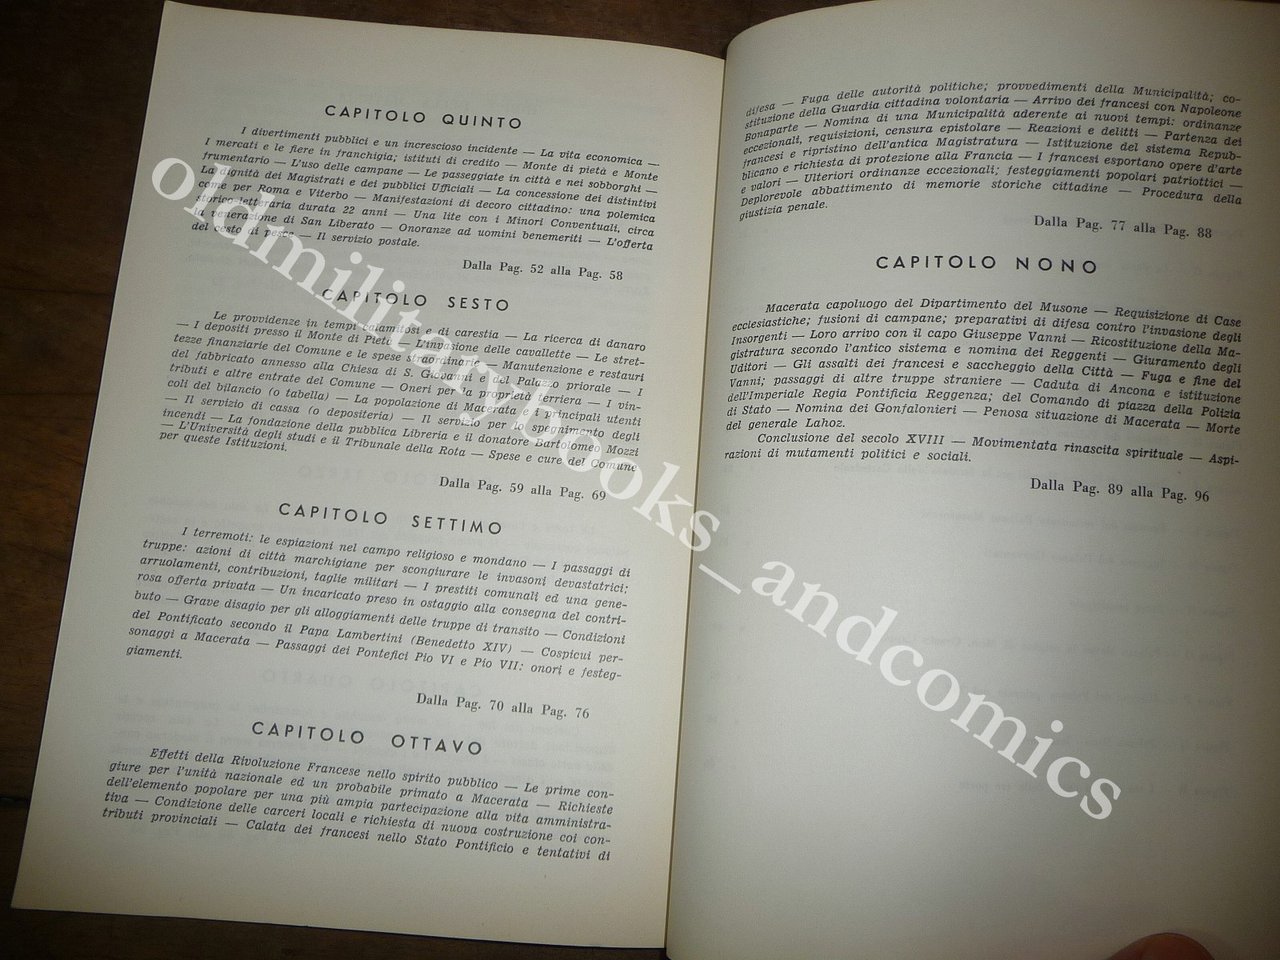 CAPITOLO QUINTO
I divertimenti pubblici e un increscioso incidente — La vita economica —
I mercati e le fiere in franchigia; istituti di credito — Monte di pietà e Monte
frumentario — L'uso delle campane — Le passeggiate in città e nei sobborghi —
La dignità dei Magistrati e dei pubblici Ufficiali — La concessione dei distintivi
come per Roma e Viterbo — Manifestazioni di decoro cittadino: una polemica
storico-letteraria durata 22 anni — Una lite con i Minori Conventuali, circa
la venerazione di San Liberato — Onoranze ad uomini benemeriti — L'offerta
del cesto di pesce — Il servizio postale.
Dalla Pag. 52 alla Pag. 58
CAPITOLO SESTO
Le provvidenze in tempi calamitosi e di carestia — La ricerca di danaro
— I depositi presso il Monte di Pietà — L'invasione delle cavallette — Le stret-
tezze finanziarie del Comune e le spese straordinarie — Manutenzione e restauri
del fabbricato annesso alla Chiesa di S. Giovanni e del Palazzo priorale — I
tributi e altre entrate del Comune — Oneri per la proprietà terriera — I vin-
coli del bilancio (o tabella) — La popolazione di Macerata e i principali utenti
— Il servizio di cassa (o depositeria) — Il servizio per lo spegnimento degli
incendi — La fondazione della pubblica Libreria e il donatore Bartolomeo Mozzi
— L'Università degli studi e il Tribunale della Rota — Spese e cure del Comune
per queste Istituzioni.
Dalla Pag. 59 alla Pag. 69
CAPITOLO SETTIMO
I terremoti: le espiazioni nel campo religioso e mondano — I passaggi di
truppe: azioni di città marchigiane per scongiurare le invasoni devastatrici;
arruolamenti, contribuzioni, taglie militari — I prestiti comunali ed una gene-
rosa offerta privata — Un incaricato preso in ostaggio alla consegna del contri-
buto — Grave disagio per gli alloggiamenti delle truppe di transito — Condizioni
del Pontificato secondo il Papa Lambertini (Benedetto XIV) — Cospicui per-
sonaggi a Macerata — Passaggi dei Pontefici Pio VI e Pio VII: onori e festeg-
giamenti.
Dalla Pag. 70 alla Pag. 76
CAPITOLO OTTAVO
Effetti della Rivoluzione Francese nello spirito pubblico — Le prime con-
giure per l'unità nazionale ed un probabile primato a Macerata — Richieste
dell'elemento popolare per una più ampia partecipazione alla vita amministra-
tiva — Condizione delle carceri locali e richiesta di nuova costruzione coi con-
tributi provinciali — Calata dei francesi nello Stato Pontificio e tentativi di
difesa — Fuga delle autorità politiche; provvedimenti della Municipalità; co-
stituzione della Guardia cittadina volontaria — Arrivo dei francesi con Napoleone
Bonaparte — Nomina di una Municipalità aderente ai nuovi tempi: ordinanze
eccezionali, requisizioni, censura epistolare — Reazioni e delitti — Partenza dei
francesi e ripristino dell'antica Magistratura — Istituzione del sistema Repub-
blicano e richiesta di protezione alla Francia — I francesi esportano opere d'arte
e valori — Ulteriori ordinanze eccezionali; festeggiamenti popolari patriottici —
Deplorevole abbattimento di memorie storiche cittadine — Procedura della
giustizia penale.
Dalla Pag. 77 alla Pag. 88
CAPITOLO NONO
Macerata capoluogo del Dipartimento del Musone — Requisizione di Case
ecclesiastiche; fusioni di campane; preparativi di difesa contro l'invasione degli
Insorgenti — Loro arrivo con il capo Giuseppe Vanni — Ricostituzione della Ma-
gistratura secondo l'antico sistema e nomina dei Reggenti — Giuramento degli
Uditori — Gli assalti dei francesi e saccheggio della Città — Fuga e fine del
Vanni; passaggi di altre truppe straniere — Caduta di Ancona e istituzione
dell'Imperiale Regia Pontificia Reggenza; del Comando di piazza della Polizia
di Stato — Nomina dei Gonfalonieri — Penosa situazione di Macerata — Morte
del generale Lahoz.
Conclusione del secolo XVIII — Movimentata rinascita spirituale — Aspi-
razioni di mutamenti politici e sociali.
Dalla Pag. 89 alla Pag. 96
oldmilitarybooks_andcomics